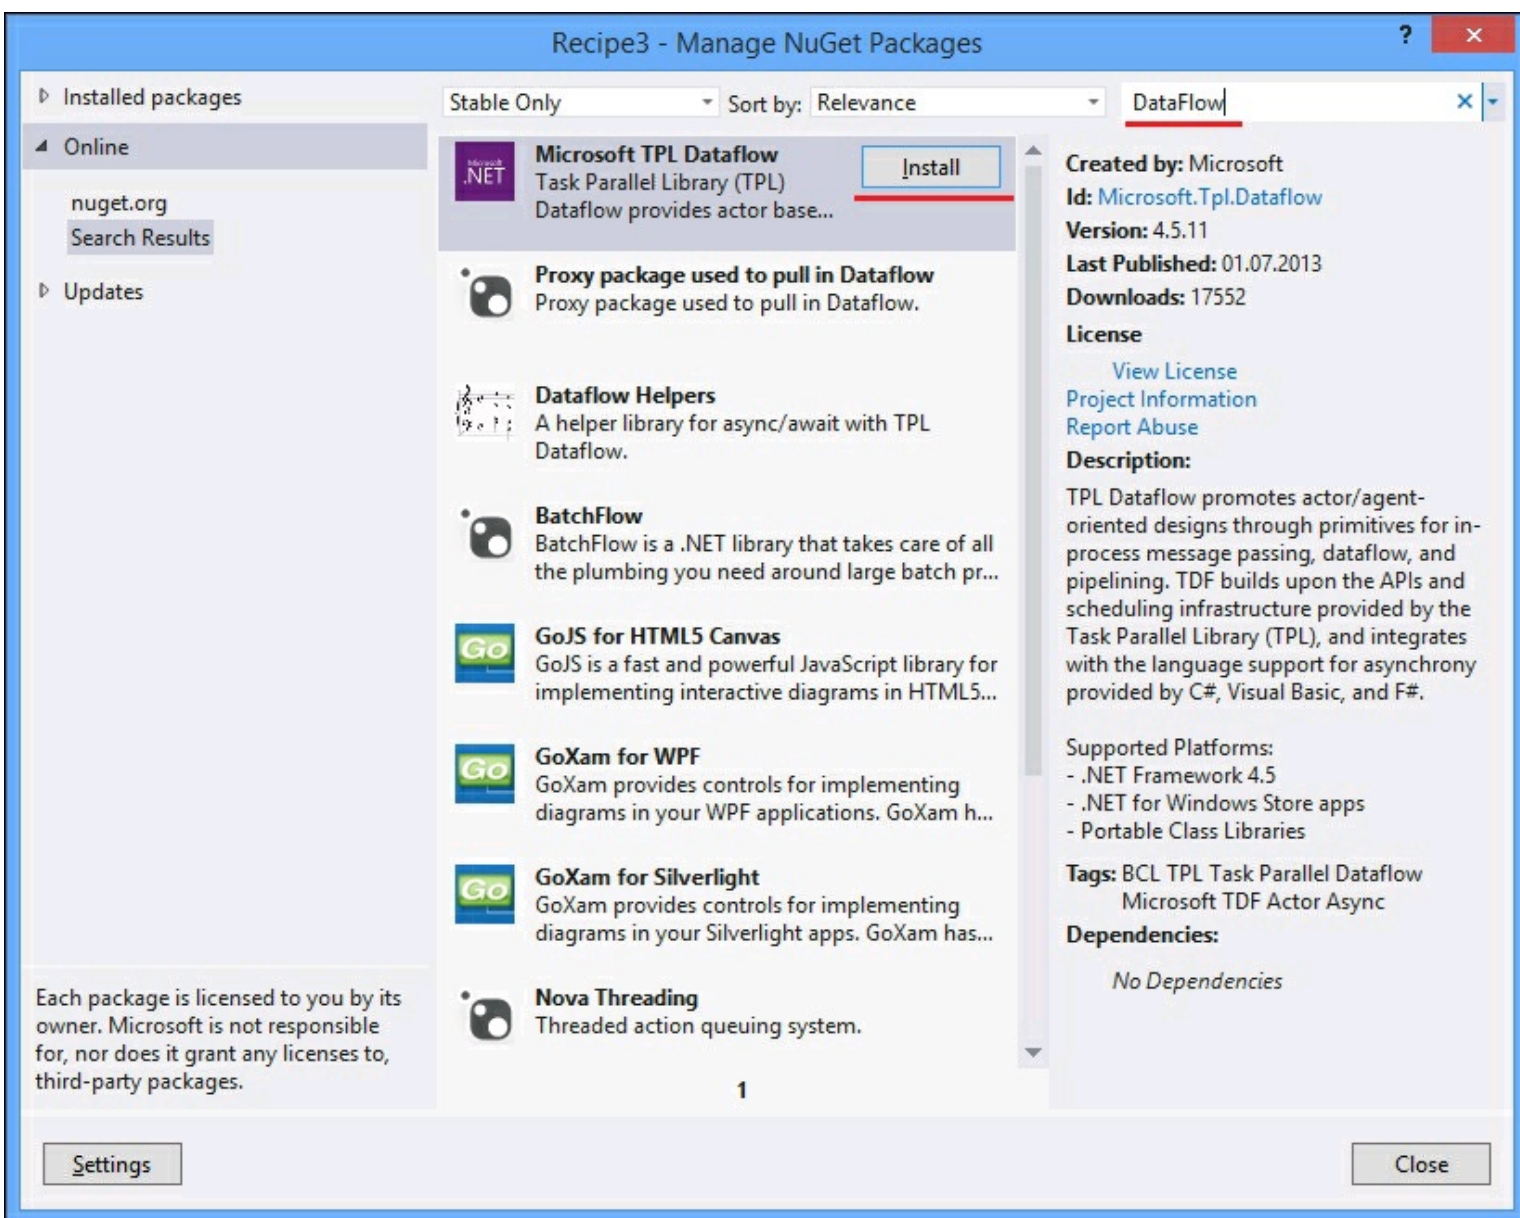 Recipe3 - Manage NuGet Packages
?
Installed packages
Online
nuget.org
Search Results
Updates
Each package is licensed to you by its
owner. Microsoft is not responsible
for, nor does it grant any licenses to,
third-party packages.
Stable Only
Sort by: Relevance
DataFlow
Microsoft
.NET
Microsoft TPL Dataflow
Task Parallel Library (TPL)
Dataflow provides actor base...
Install
Proxy package used to pull in Dataflow
Proxy package used to pull in Dataflow.
Dataflow Helpers
A helper library for async/await with TPL
Dataflow.
BatchFlow
BatchFlow is a .NET library that takes care of all
the plumbing you need around large batch pr...
Go
GoJS for HTML5 Canvas
GoJS is a fast and powerful JavaScript library for
implementing interactive diagrams in HTML5...
Go
GoXam for WPF
GoXam provides controls for implementing
diagrams in your WPF applications. GoXam h...
Go
GoXam for Silverlight
GoXam provides controls for implementing
diagrams in your Silverlight apps. GoXam has...
Nova Threading
Threaded action queuing system.
1
Created by: Microsoft
Id: Microsoft.Tpl.Dataflow
Version: 4.5.11
Last Published: 01.07.2013
Downloads: 17552
License
View License
Project Information
Report Abuse
Description:
TPL Dataflow promotes actor/agent-
oriented designs through primitives for in-
process message passing, dataflow, and
pipelining. TDF builds upon the APIs and
scheduling infrastructure provided by the
Task Parallel Library (TPL), and integrates
with the language support for asynchrony
provided by C#, Visual Basic, and F#.
Supported Platforms:
- .NET Framework 4.5
- .NET for Windows Store apps
- Portable Class Libraries
Tags: BCL TPL Task Parallel Dataflow
Microsoft TDF Actor Async
Dependencies:
No Dependencies
Settings
Close